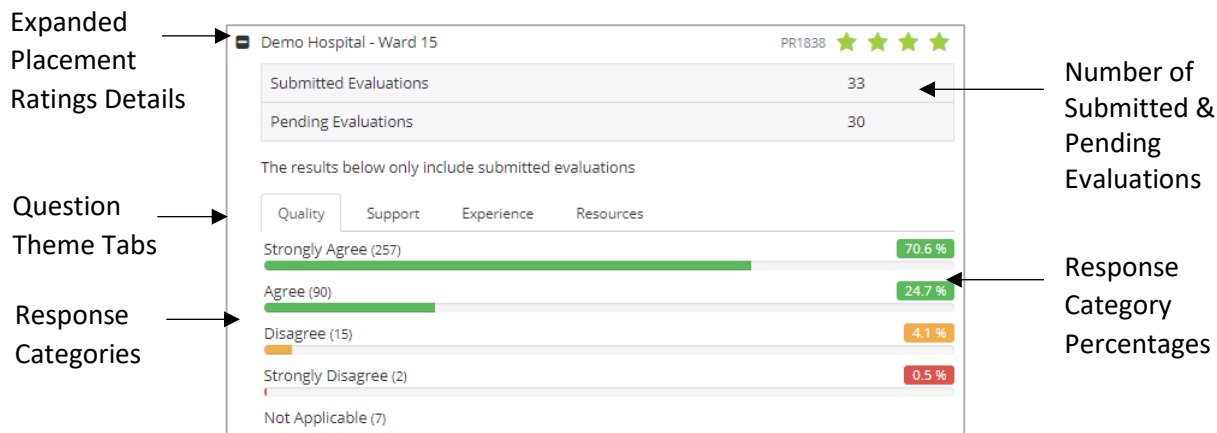 Expanded
Placement
Ratings Details
Demo Hospital - Ward 15 PR1838
Submitted Evaluations 33
Pending Evaluations 30
Number of
Submitted &
Pending
Evaluations
The results below only include submitted evaluations
Question
Theme Tabs
Quality Support Experience Resources
Strongly Agree (257) 70.6 %
Agree (90) 24.7 %
Disagree (15) 4.1 %
Strongly Disagree (2) 0.5 %
Not Applicable (7)
Response
Categories
Response
Category
Percentages